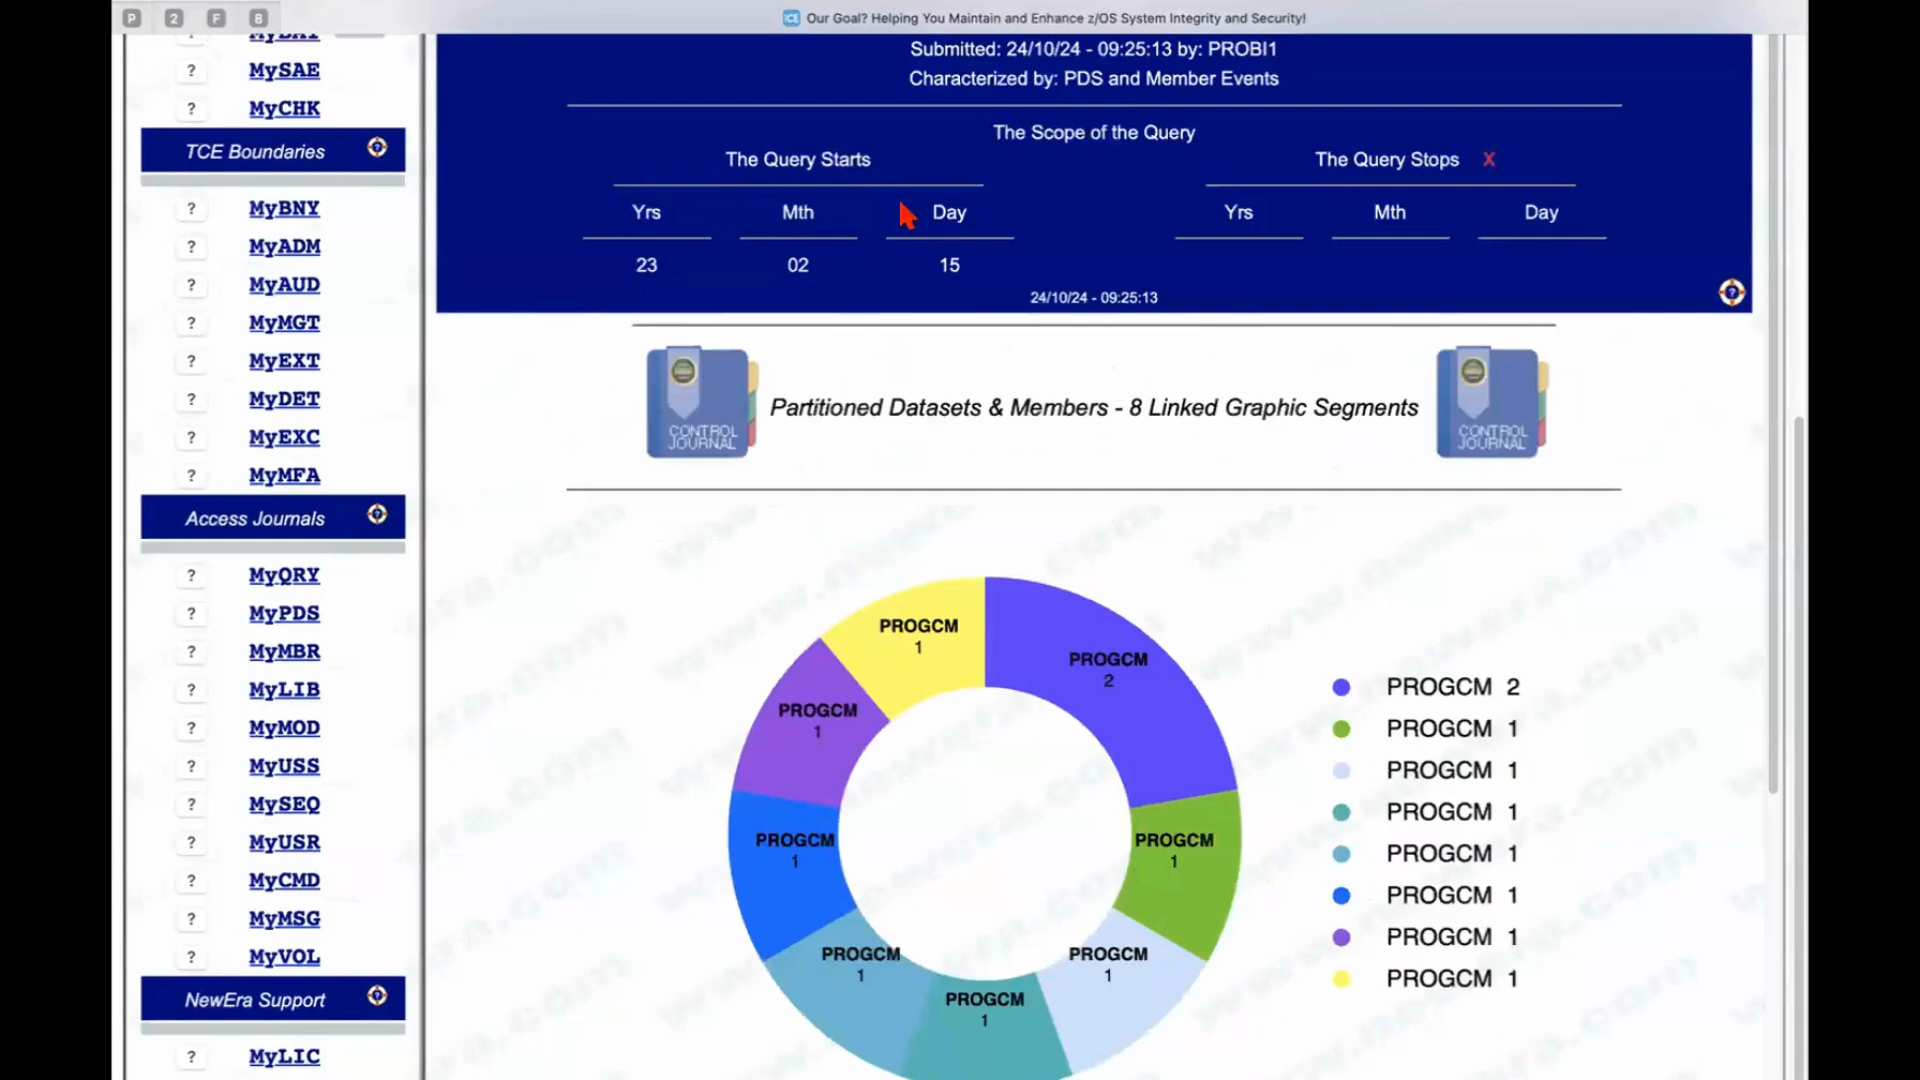 P 2 F 8
ICE Our Goal? Helping You Maintain and Enhance z/OS System Integrity and Security!
? MySAE
? MyCHK
TCE Boundaries ?
? MyBNY
? MyADM
? MyAUD
? MyMGT
? MyEXT
? MyDET
? MyEXC
? MyMFA
Access Journals ?
? MyQRY
? MyPDS
? MyMBR
? MyLIB
? MyMOD
? MyUSS
? MySEQ
? MyUSR
? MyCMD
? MyMSG
? MyVOL
NewEra Support ?
? MyLIC
Submitted: 24/10/24 - 09:25:13 by: PROBI1
Characterized by: PDS and Member Events
The Scope of the Query
The Query Starts
The Query Stops X
Yrs Mth Day
Yrs Mth Day
23 02 15
24/10/24 - 09:25:13
?
CONTROL
JOURNAL
Partitioned Datasets & Members - 8 Linked Graphic Segments
CONTROL
JOURNAL
PROGCM
1
PROGCM
2
PROGCM
1
PROGCM
1
PROGCM
1
PROGCM
1
PROGCM
1
PROGCM
1
PROGCM 2
PROGCM 1
PROGCM 1
PROGCM 1
PROGCM 1
PROGCM 1
PROGCM 1
PROGCM 1